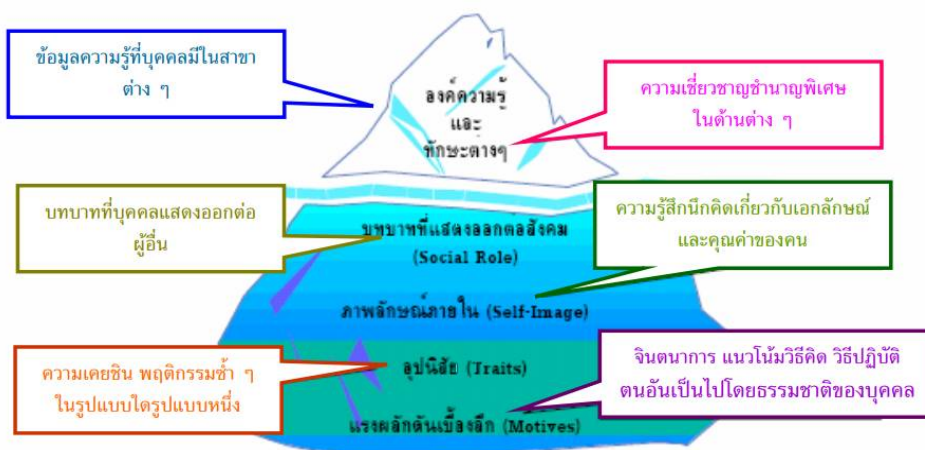 ข้อมูลความรู้ที่บุคคลมีในสาขา
ต่าง ๆ
องค์ความรู้
และ
ทักษะต่างๆ
ความเชี่ยวชาญชำนาญพิเศษ
ในด้านต่าง ๆ
บทบาทที่บุคคลแสดงออกต่อ
ผู้อื่น
บทบาทที่แสดงออกต่อสังคม
(Social Role)
ความรู้สึกนึกคิดเกี่ยวกับเอกลักษณ์
และคุณค่าของคน
ภาพลักษณ์ภายใน (Self-Image)
ความเคยชิน พฤติกรรมซ้ำ ๆ
ในรูปแบบใดรูปแบบหนึ่ง
อุปนิสัย (Traits)
จินตนาการ แนวโน้มวิธีคิด วิธีปฏิบัติ
ตนอันเป็นไปโดยธรรมชาติของบุคคล
แรงผลักดันเบื้องลึก (Motives)